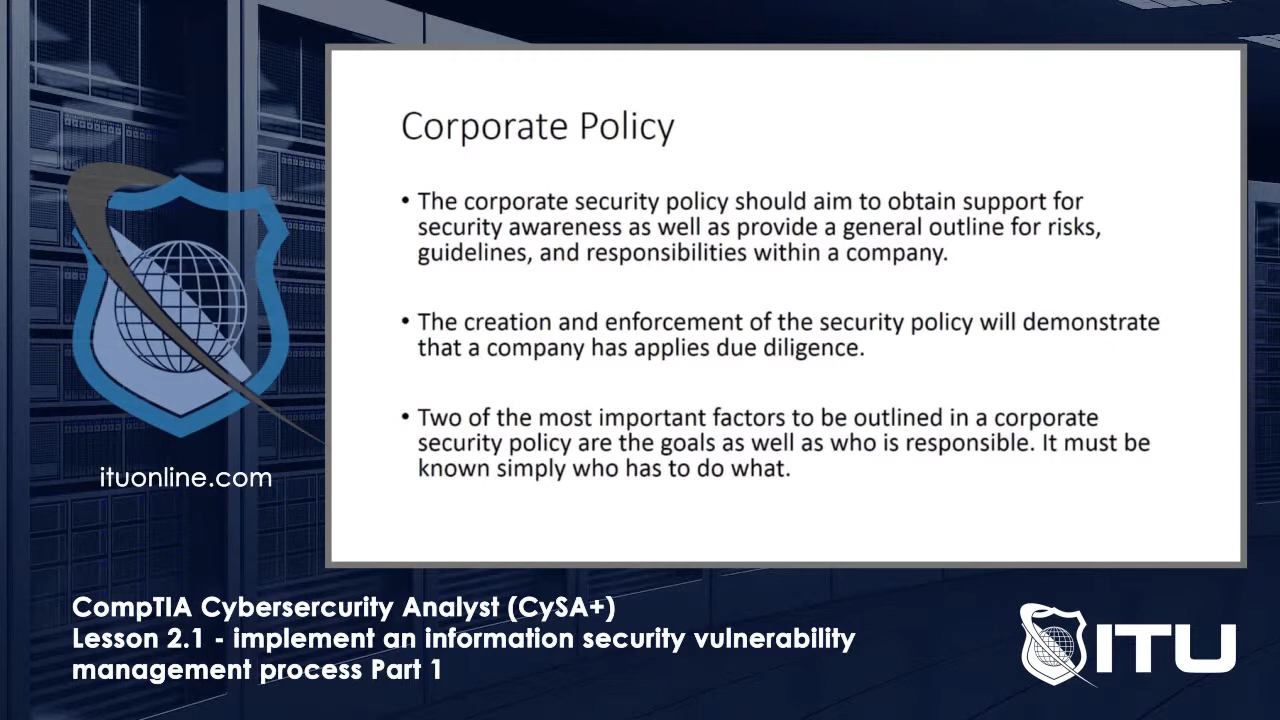 Corporate Policy
• The corporate security policy should aim to obtain support for
security awareness as well as provide a general outline for risks,
guidelines, and responsibilities within a company.
• The creation and enforcement of the security policy will demonstrate
that a company has applies due diligence.
• Two of the most important factors to be outlined in a corporate
security policy are the goals as well as who is responsible. It must be
known simply who has to do what.
ituonline.com
CompTIA Cybersercurity Analyst (CySA+)
Lesson 2.1 - implement an information security vulnerability
management process Part 1
ITU